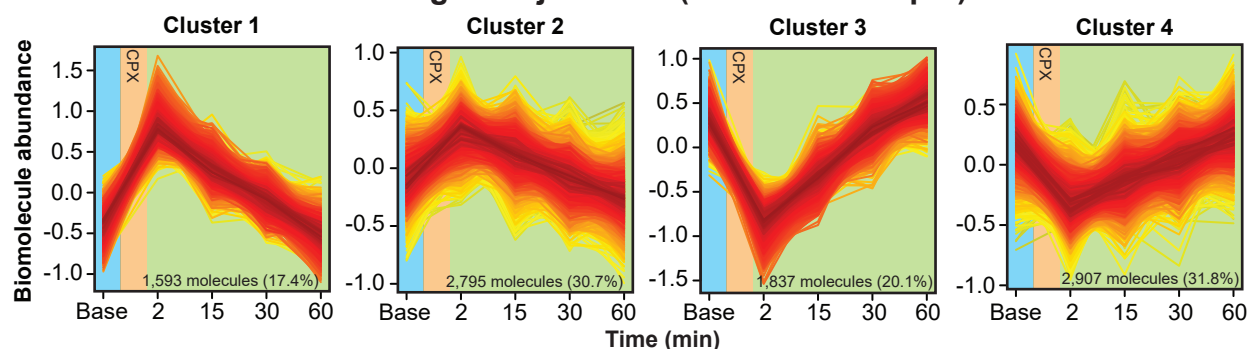 Cluster 1
Cluster 2
Cluster 3
Cluster 4
Biomolecule abundance
1.5
1.0
0.5
0.0
-0.5
-1.0
CPX
1,593 molecules (17.4%)
Base 2 15 30 60
1.0
0.5
0.0
-0.5
-1.0
CPX
2,795 molecules (30.7%)
Base 2 15 30 60
1.0
0.5
0.0
-0.5
-1.0
-1.5
CPX
1,837 molecules (20.1%)
Base 2 15 30 60
1.0
0.5
0.0
-0.5
-1.0
CPX
2,907 molecules (31.8%)
Base 2 15 30 60
Time (min)